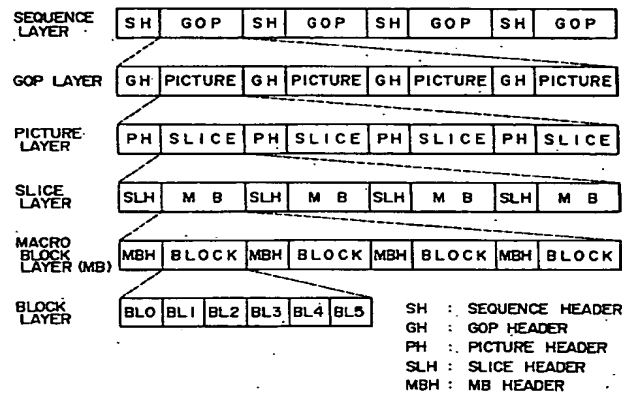 SEQUENCE LAYER SH GOP SH GOP SH GOP SH GOP
GOP LAYER GH PICTURE GH PICTURE GH PICTURE GH PICTURE
PICTURE LAYER PH SLICE PH SLICE PH SLICE PH SLICE
SLICE LAYER SLH M B SLH M B SLH M B SLH M B
MACRO BLOCK LAYER (MB) MBH BLOCK MBH BLOCK MBH BLOCK MBH BLOCK
BLOCK LAYER BL0 BL1 BL2 BL3 BL4 BL5
SH : SEQUENCE HEADER
GH : GOP HEADER
PH : PICTURE HEADER
SLH : SLICE HEADER
MBH : MB HEADER